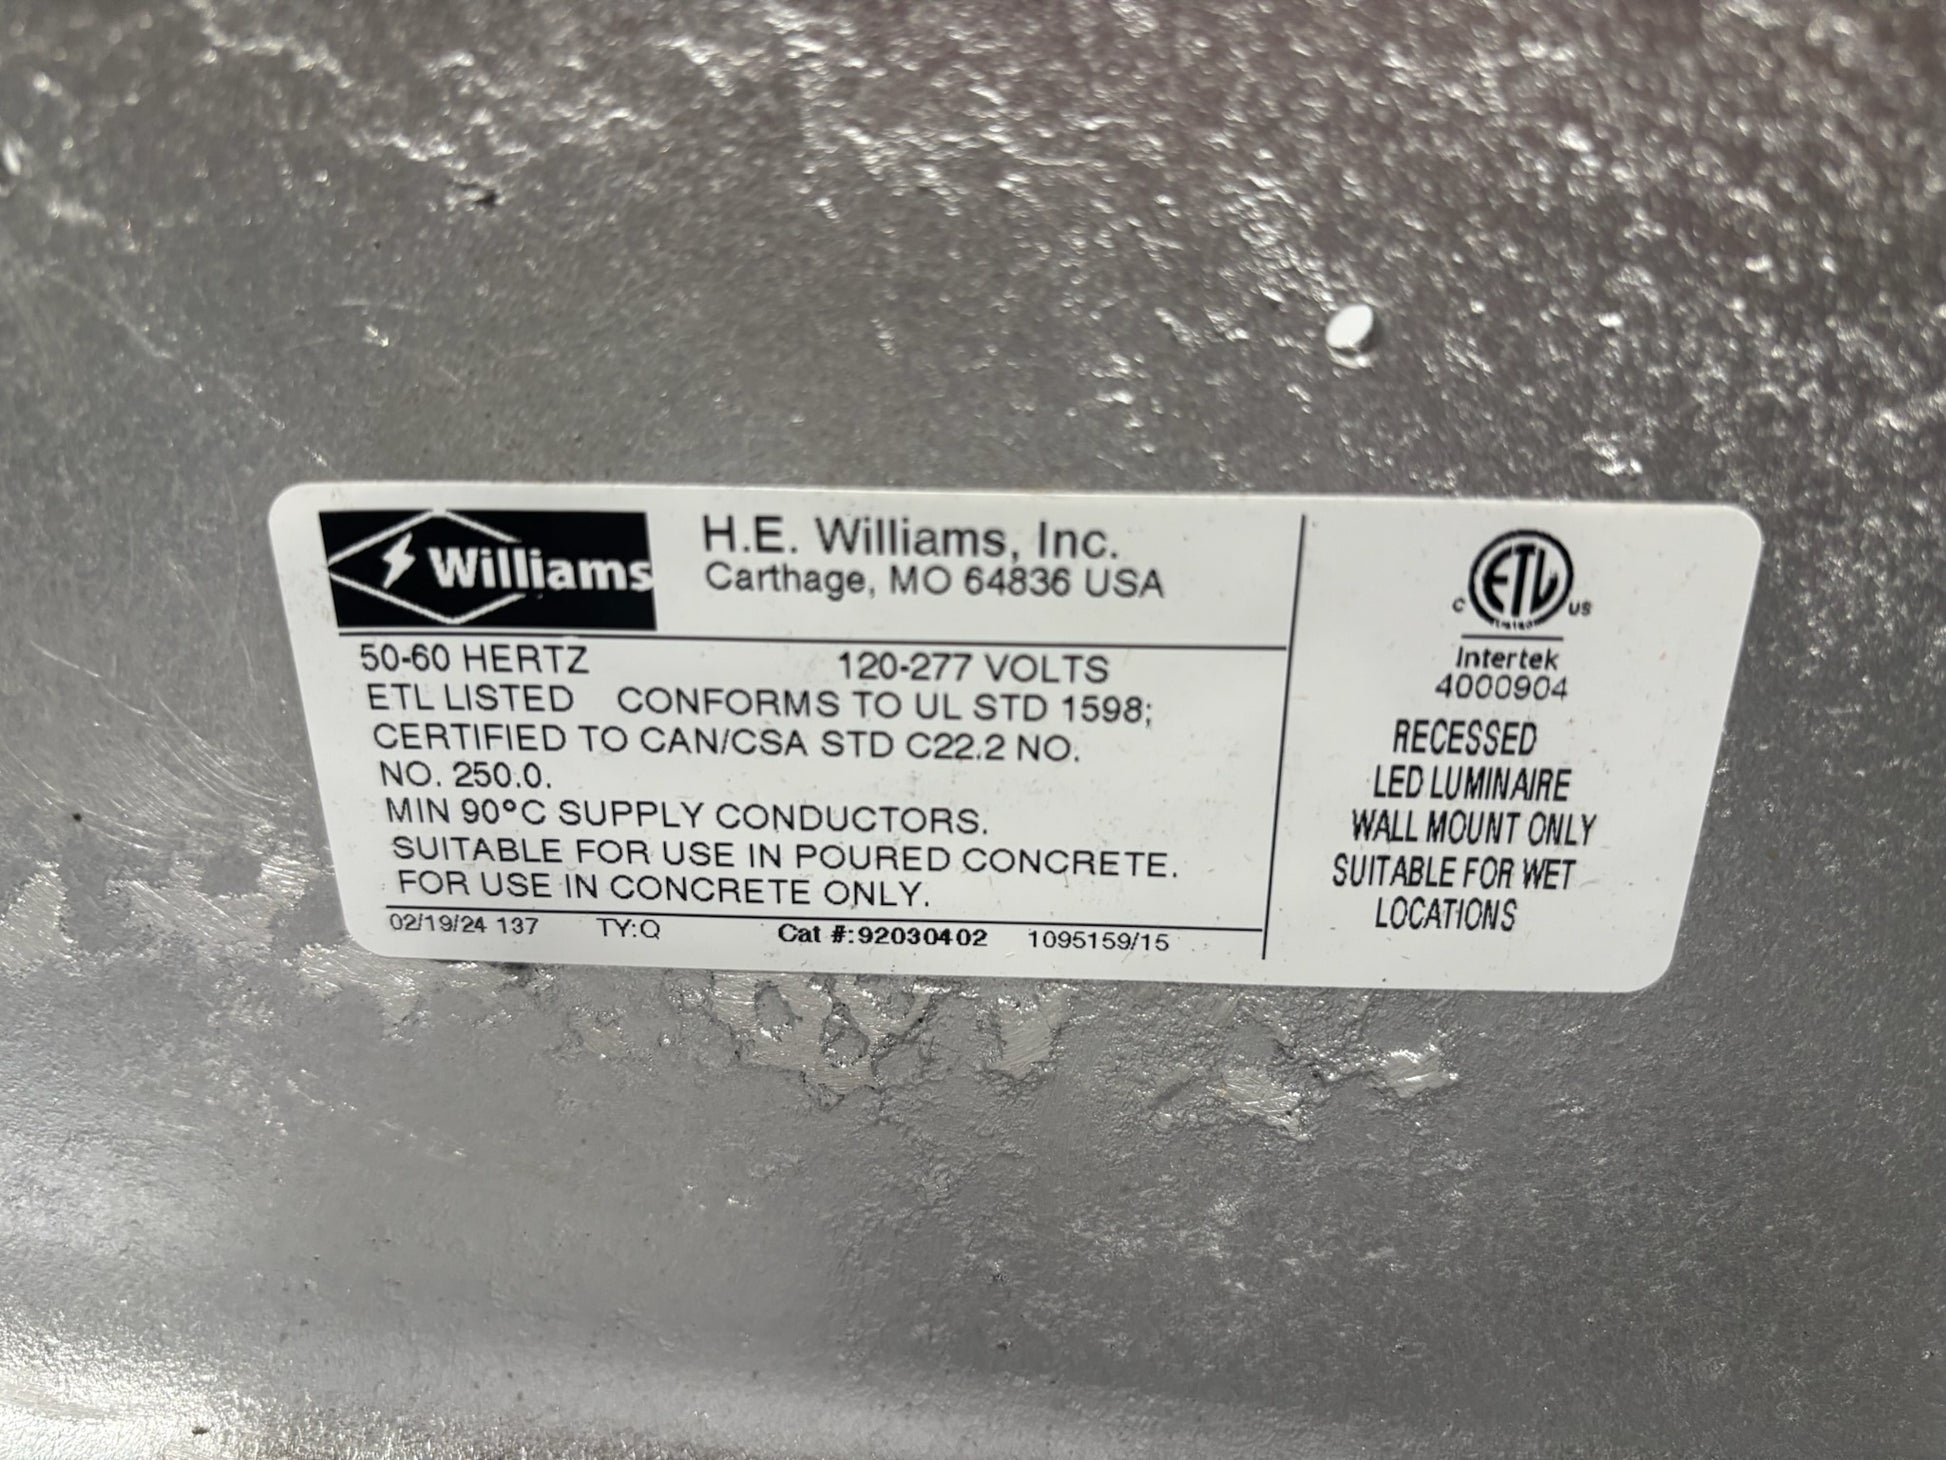 Williams
H.E. Williams, Inc.
Carthage, MO 64836 USA
50-60 HERTZ 120-277 VOLTS
ETL LISTED CONFORMS TO UL STD 1598;
CERTIFIED TO CAN/CSA STD C22.2 NO.
NO. 250.0.
MIN 90°C SUPPLY CONDUCTORS.
SUITABLE FOR USE IN POURED CONCRETE.
FOR USE IN CONCRETE ONLY.
02/19/24 137 TY:Q Cat #:92030402 1095159/15
ETL
C US
LISTED
Intertek
4000904
RECESSED
LED LUMINAIRE
WALL MOUNT ONLY
SUITABLE FOR WET
LOCATIONS